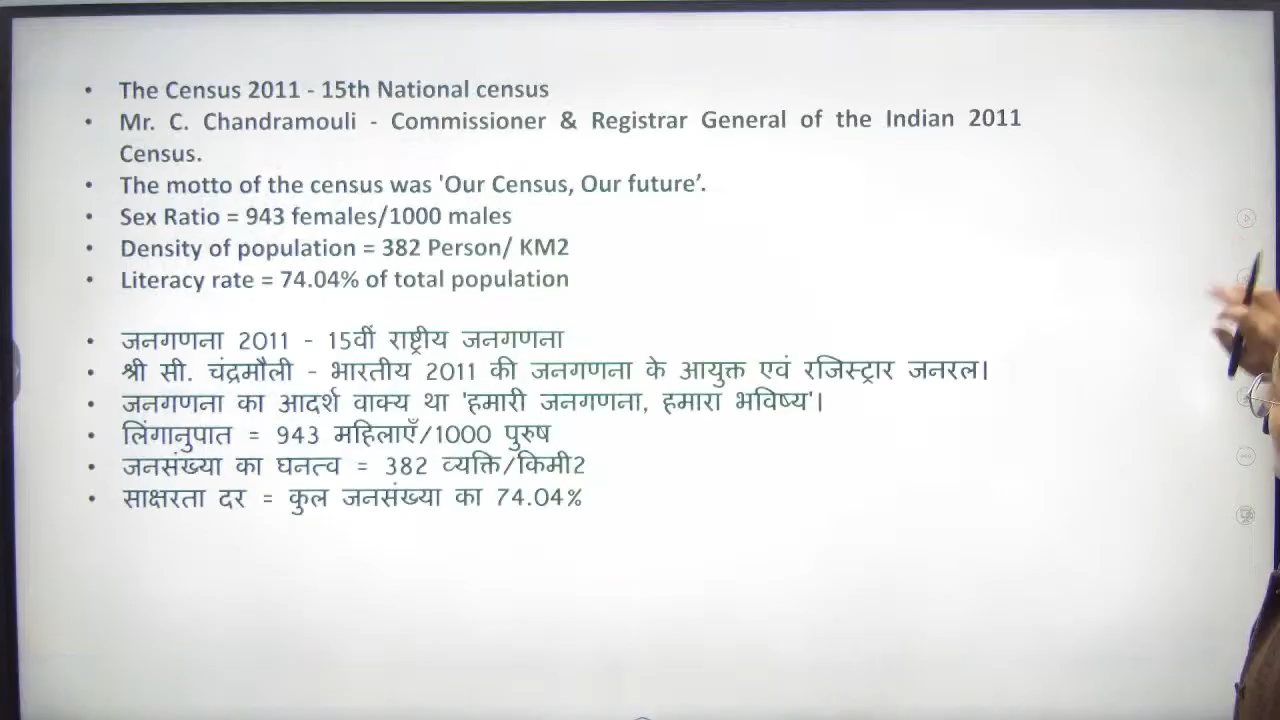 • The Census 2011 - 15th National census
• Mr. C. Chandramouli - Commissioner & Registrar General of the Indian 2011
Census.
• The motto of the census was 'Our Census, Our future’.
• Sex Ratio = 943 females/1000 males
• Density of population = 382 Person/ KM2
• Literacy rate = 74.04% of total population
• जनगणना 2011 - 15वीं राष्ट्रीय जनगणना
• श्री सी. चंद्रमौली - भारतीय 2011 की जनगणना के आयुक्त एवं रजिस्ट्रार जनरल।
• जनगणना का आदर्श वाक्य था 'हमारी जनगणना, हमारा भविष्य'।
• लिंगानुपात = 943 महिलाएँ/1000 पुरुष
• जनसंख्या का घनत्व = 382 व्यक्ति/किमी2
• साक्षरता दर = कुल जनसंख्या का 74.04%